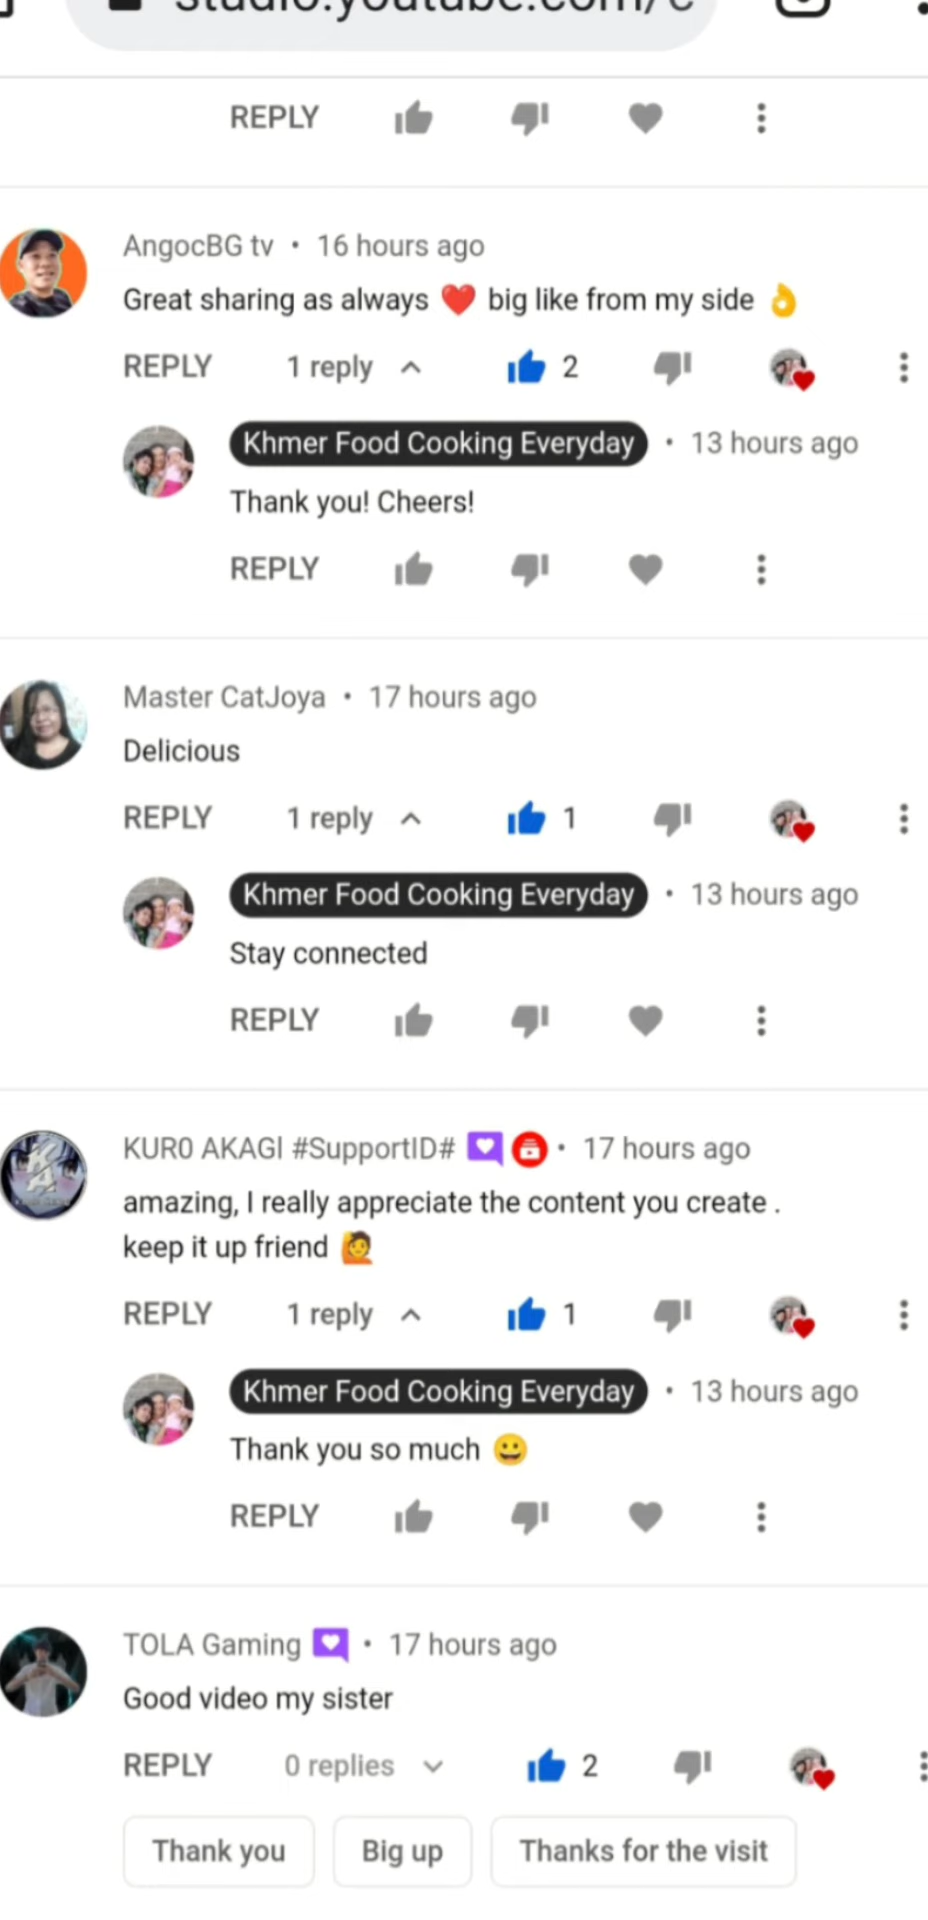 studio.youtube.com/c
REPLY
AngocBG tv • 16 hours ago
Great sharing as always ❤️ big like from my side 👌
REPLY 1 reply 2
Khmer Food Cooking Everyday • 13 hours ago
Thank you! Cheers!
REPLY
Master CatJoya • 17 hours ago
Delicious
REPLY 1 reply 1
Khmer Food Cooking Everyday • 13 hours ago
Stay connected
REPLY
KURO AKAGI #SupportID# • 17 hours ago
amazing, I really appreciate the content you create .
keep it up friend 🙋
REPLY 1 reply 1
Khmer Food Cooking Everyday • 13 hours ago
Thank you so much 😀
REPLY
TOLA Gaming • 17 hours ago
Good video my sister
REPLY 0 replies 2
Thank you Big up Thanks for the visit